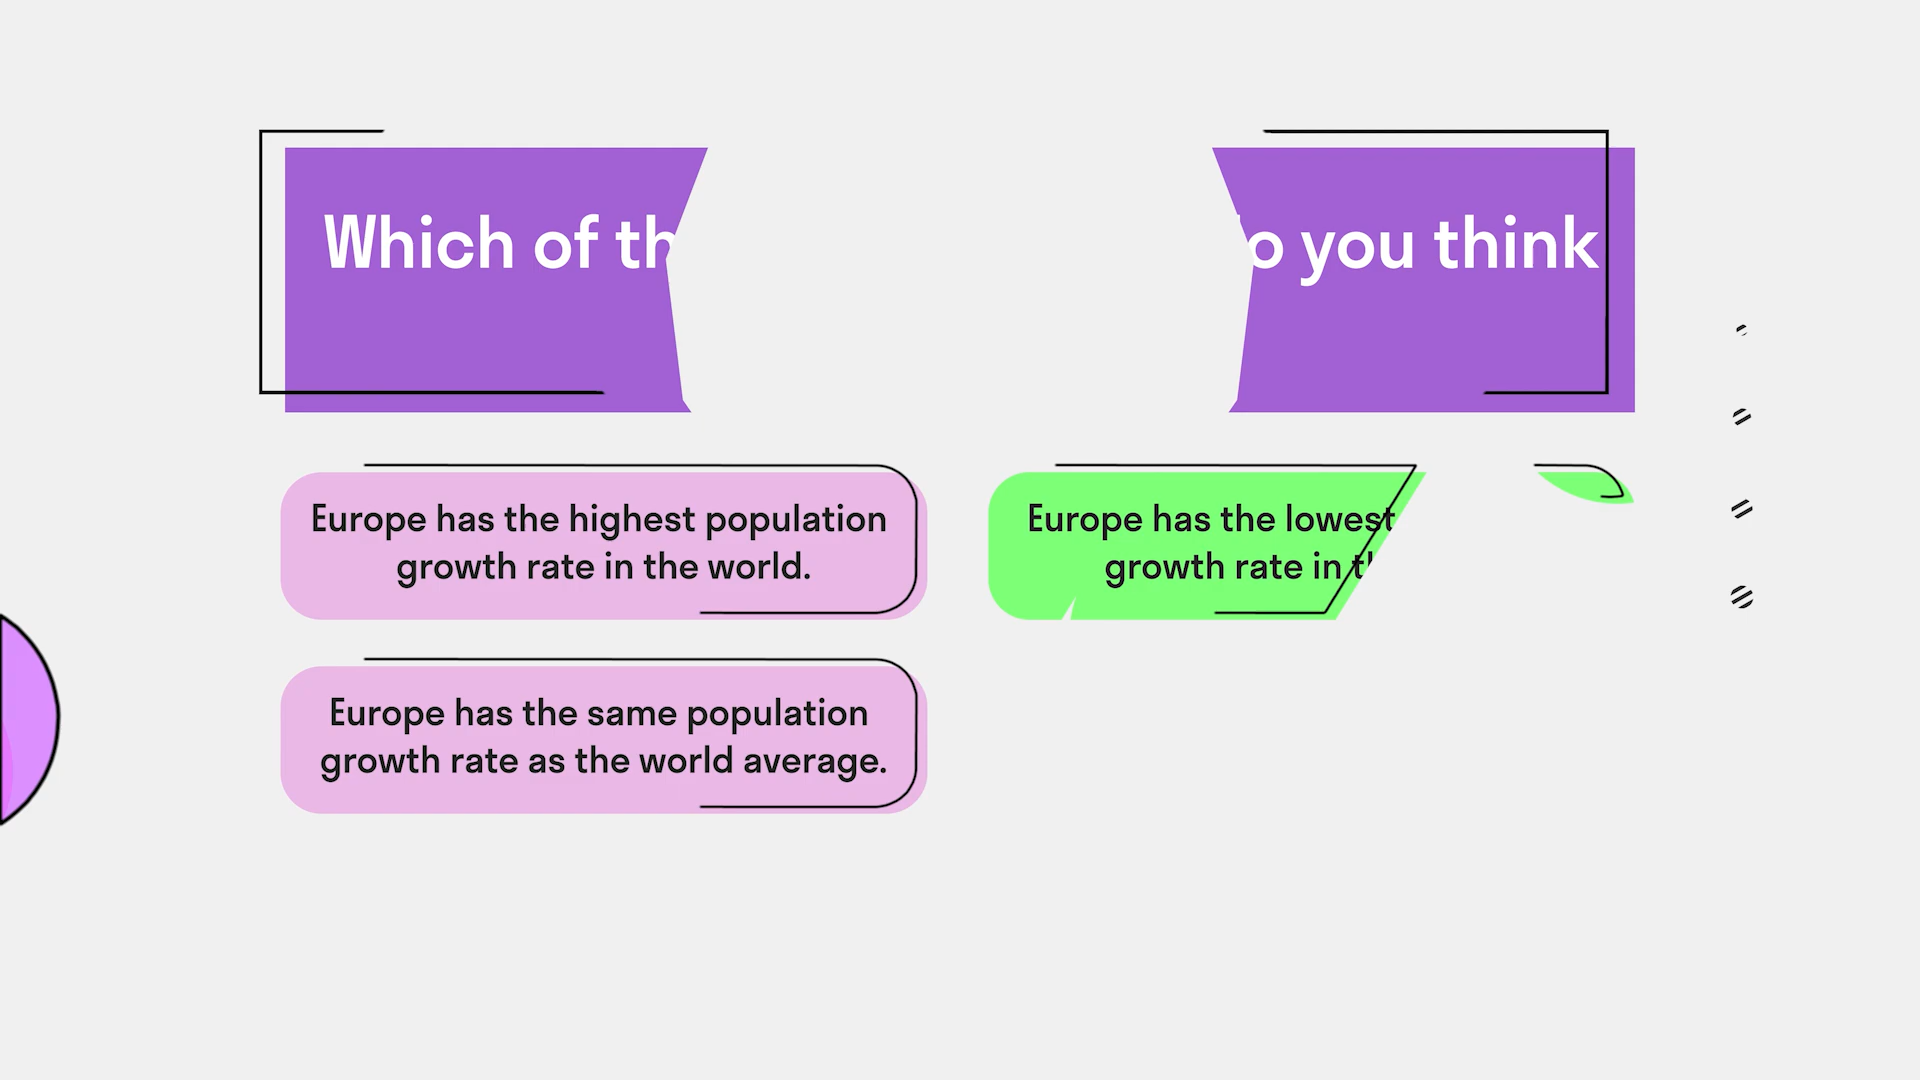 Which of
you think
Europe has the highest population
growth rate in the world.
Europe has the lowest
growth rate in
Europe has the same population
growth rate as the world average.